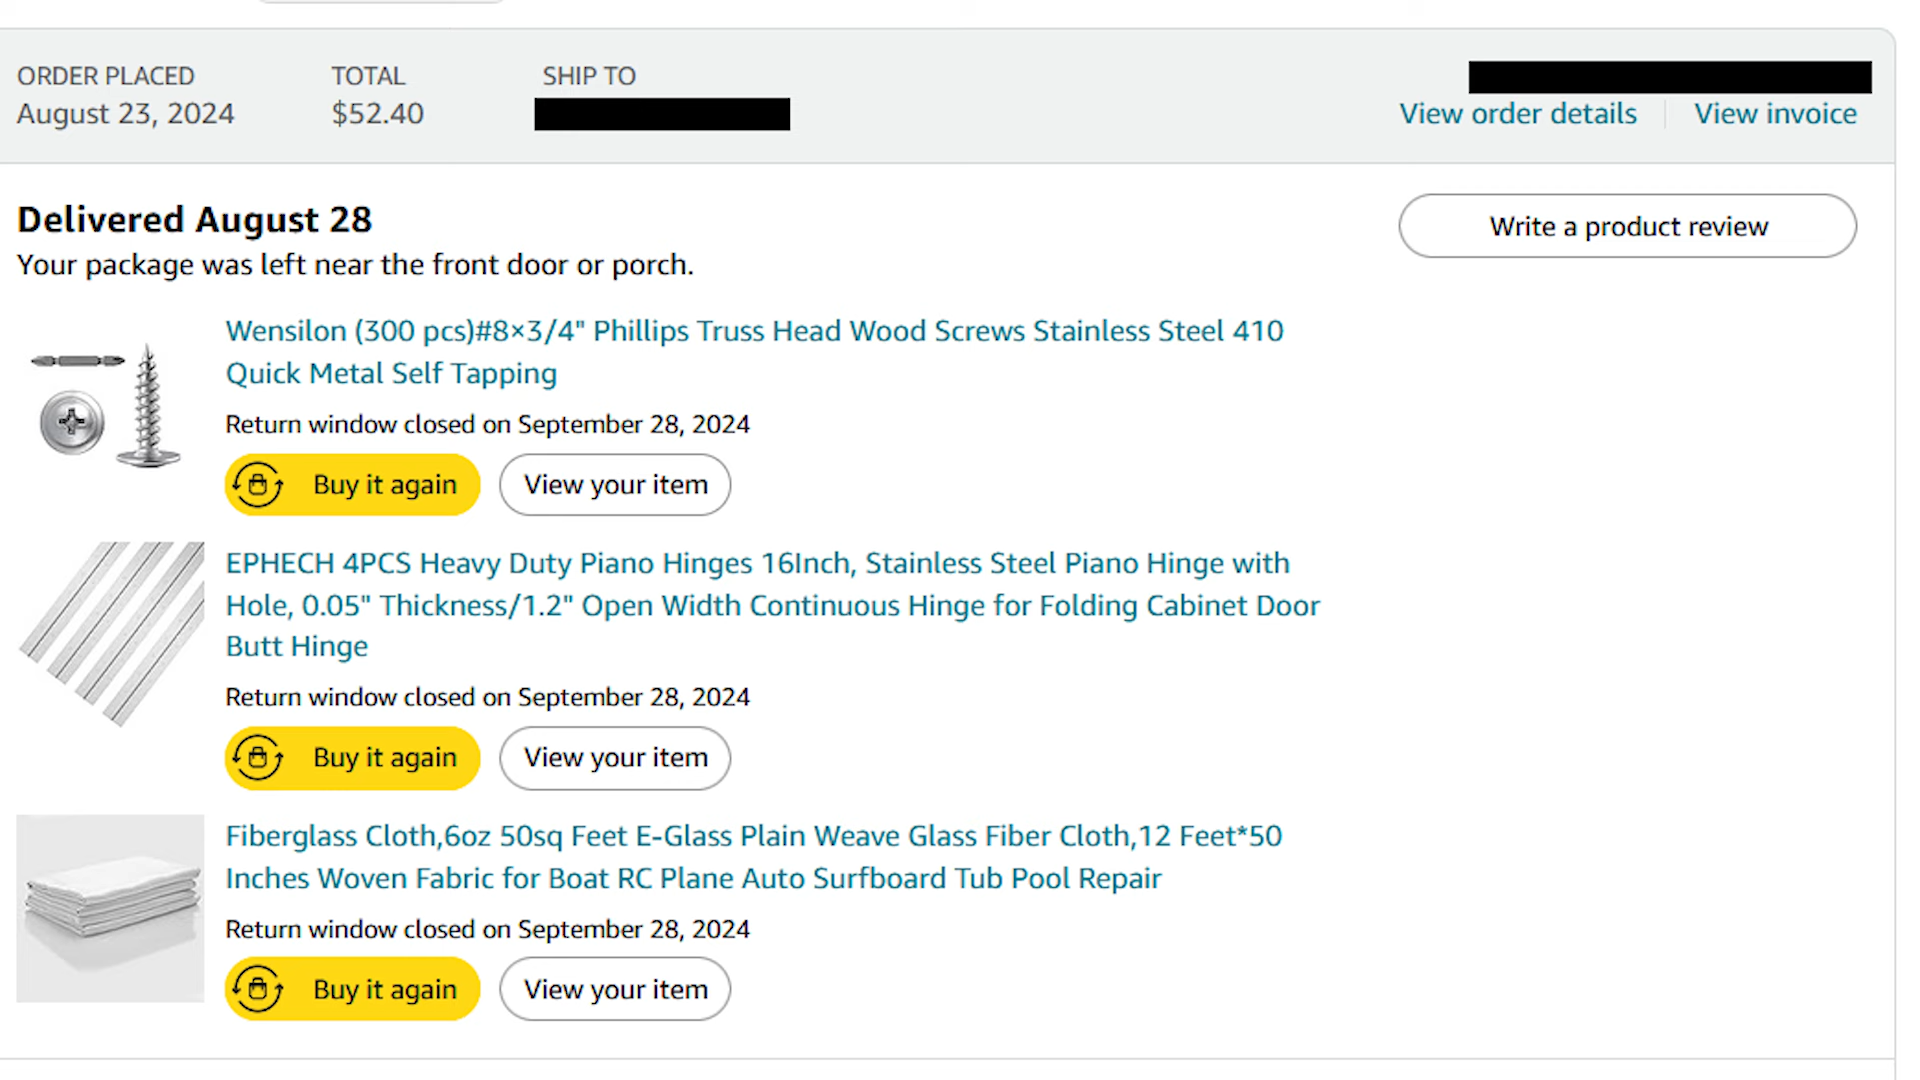 ORDER PLACED
TOTAL
SHIP TO
August 23, 2024
$52.40
View order details
View invoice
Delivered August 28
Write a product review
Your package was left near the front door or porch.
Wensilon (300 pcs)#8×3/4" Phillips Truss Head Wood Screws Stainless Steel 410
Quick Metal Self Tapping
Return window closed on September 28, 2024
Buy it again
View your item
EPHECH 4PCS Heavy Duty Piano Hinges 16Inch, Stainless Steel Piano Hinge with
Hole, 0.05" Thickness/1.2" Open Width Continuous Hinge for Folding Cabinet Door
Butt Hinge
Return window closed on September 28, 2024
Buy it again
View your item
Fiberglass Cloth,6oz 50sq Feet E-Glass Plain Weave Glass Fiber Cloth,12 Feet*50
Inches Woven Fabric for Boat RC Plane Auto Surfboard Tub Pool Repair
Return window closed on September 28, 2024
Buy it again
View your item